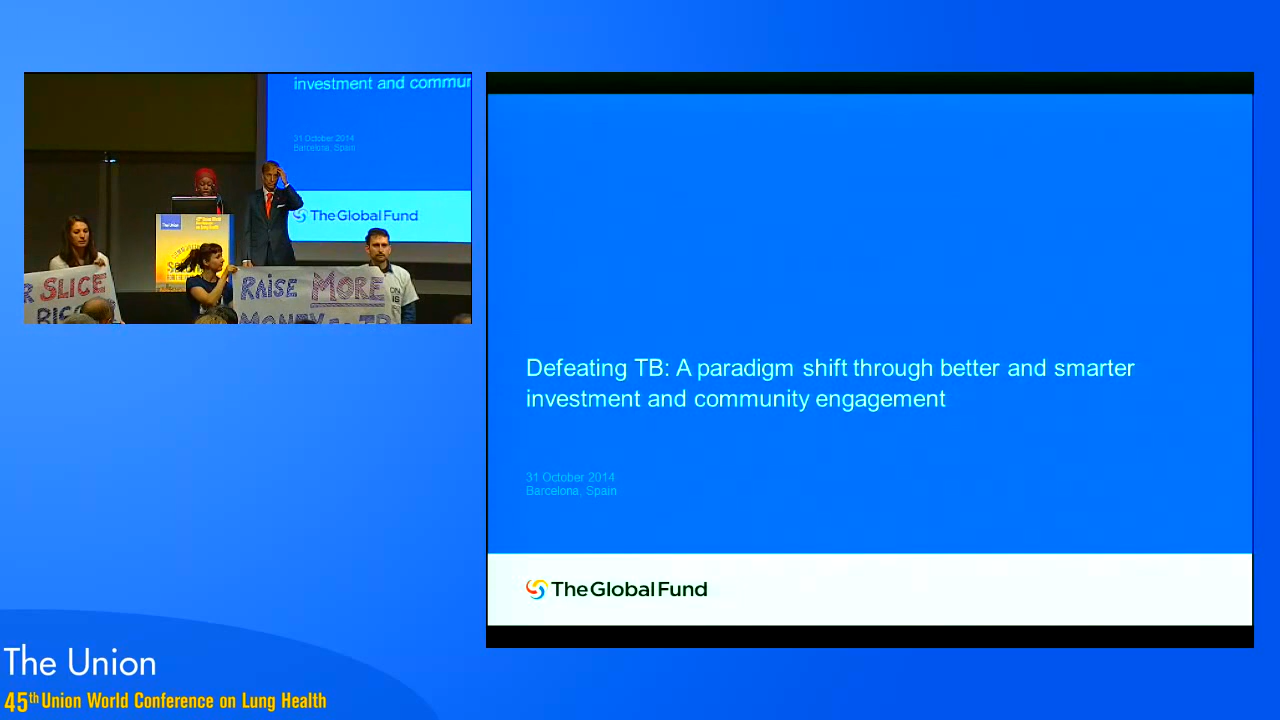 investment and commun
31 October 2014
Barcelona, Spain
The Global Fund
The Union
R SLICE
RAISE MORE
Defeating TB: A paradigm shift through better and smarter
investment and community engagement
31 October 2014
Barcelona, Spain
The Global Fund
The Union
45th Union World Conference on Lung Health